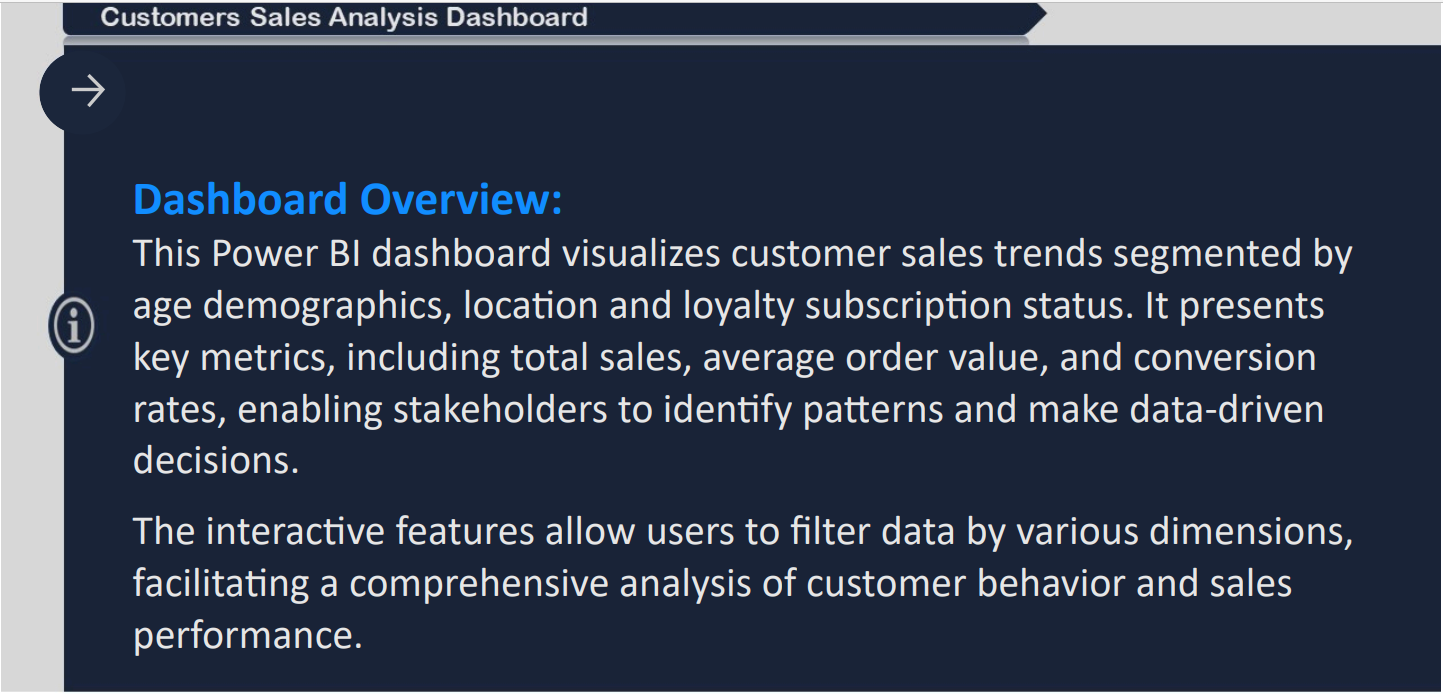 Customers Sales Analysis Dashboard
Dashboard Overview:
This Power BI dashboard visualizes customer sales trends segmented by
age demographics, location and loyalty subscription status. It presents
key metrics, including total sales, average order value, and conversion
rates, enabling stakeholders to identify patterns and make data-driven
decisions.
The interactive features allow users to filter data by various dimensions,
facilitating a comprehensive analysis of customer behavior and sales
performance.